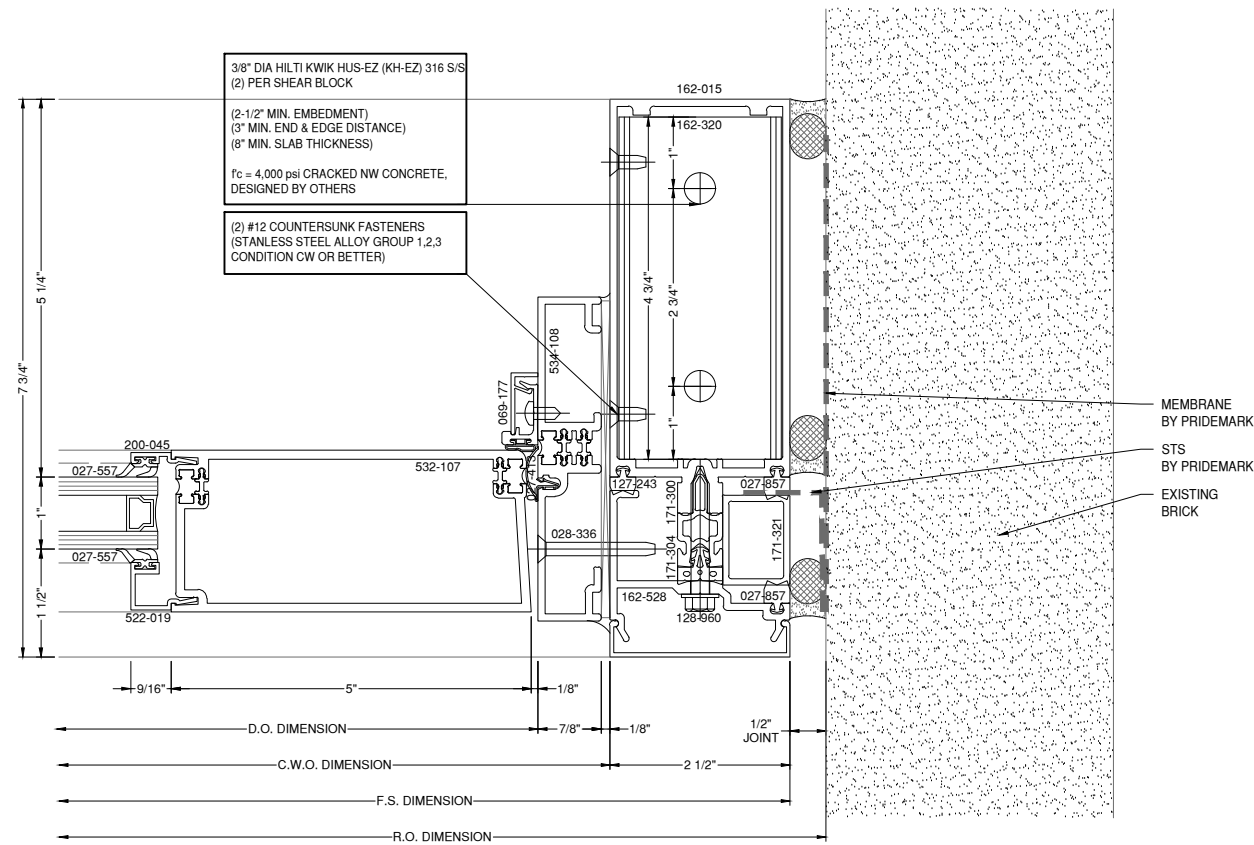 3/8" DIA HILTI KWIK HUS-EZ (KH-EZ) 316 S/S
(2) PER SHEAR BLOCK
(2-1/2" MIN. EMBEDMENT)
(3" MIN. END & EDGE DISTANCE)
(8" MIN. SLAB THICKNESS)
f'c = 4,000 psi CRACKED NW CONCRETE,
DESIGNED BY OTHERS
(2) #12 COUNTERSUNK FASTENERS
(STANLESS STEEL ALLOY GROUP 1,2,3
CONDITION CW OR BETTER)
162-015
162-320
1"
4 3/4"
2 3/4"
1"
5 1/4"
7 3/4"
1"
1 1/2"
534-108
069-177
200-045
027-557
532-107
027-557
522-019
028-336
127-243
171-300
027-857
171-304
171-321
162-528
027-857
128-960
MEMBRANE
BY PRIDEMARK
STS
BY PRIDEMARK
EXISTING
BRICK
9/16"
5"
1/8"
D.O. DIMENSION
7/8"
1/8"
1/2"
JOINT
C.W.O. DIMENSION
2 1/2"
F.S. DIMENSION
R.O. DIMENSION